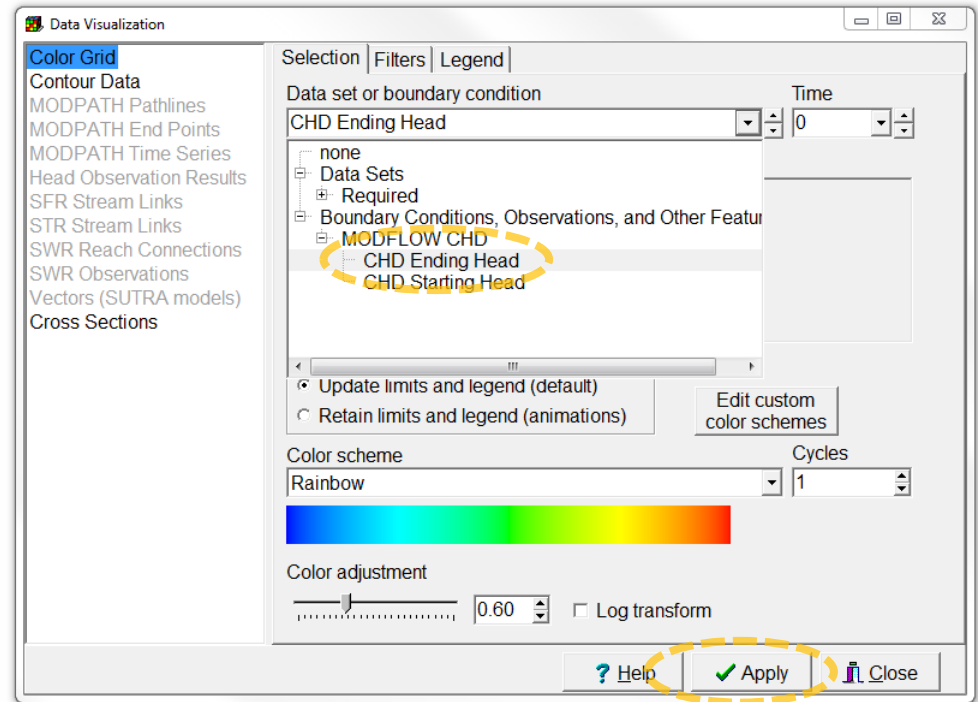 Data Visualization
Color Grid
Contour Data
MODPATH Pathlines
MODPATH End Points
MODPATH Time Series
Head Observation Results
SFR Stream Links
STR Stream Links
SWR Reach Connections
SWR Observations
Vectors (SUTRA models)
Cross Sections
Selection Filters Legend
Data set or boundary condition Time
CHD Ending Head 0
none
Data Sets
Required
Boundary Conditions, Observations, and Other Featur
MODFLOW CHD
CHD Ending Head
CHD Starting Head
Update limits and legend (default)
Retain limits and legend (animations)
Edit custom
color schemes
Color scheme Cycles
Rainbow 1
Color adjustment
0.60 Log transform
? Help Apply Close